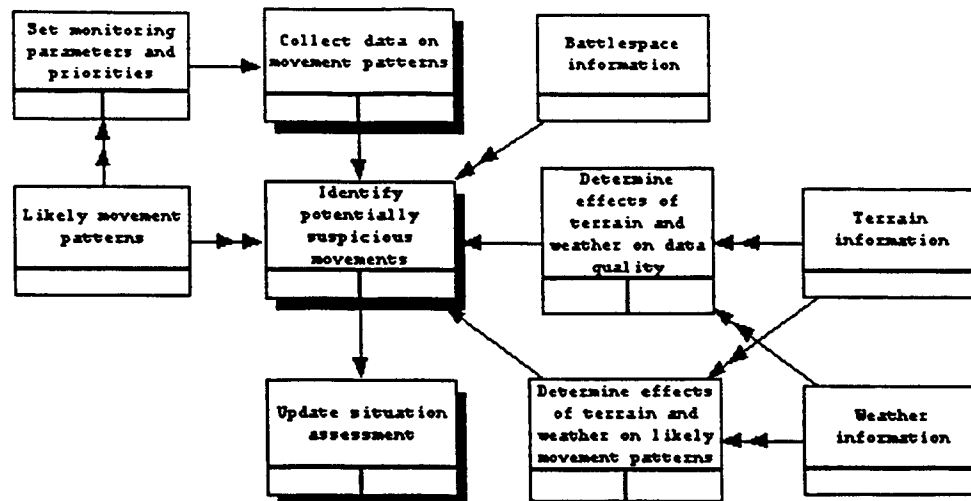 Set monitoring
parameters and
priorities
Collect data on
movement patterns
Battlespace
information
Likely movement
patterns
Identify
potentially
suspicious
movements
Determine
effects of
terrain and
weather on data
quality
Terrain
information
Update situation
assessment
Determine effects
of terrain and
weather on likely
movement patterns
Weather
information